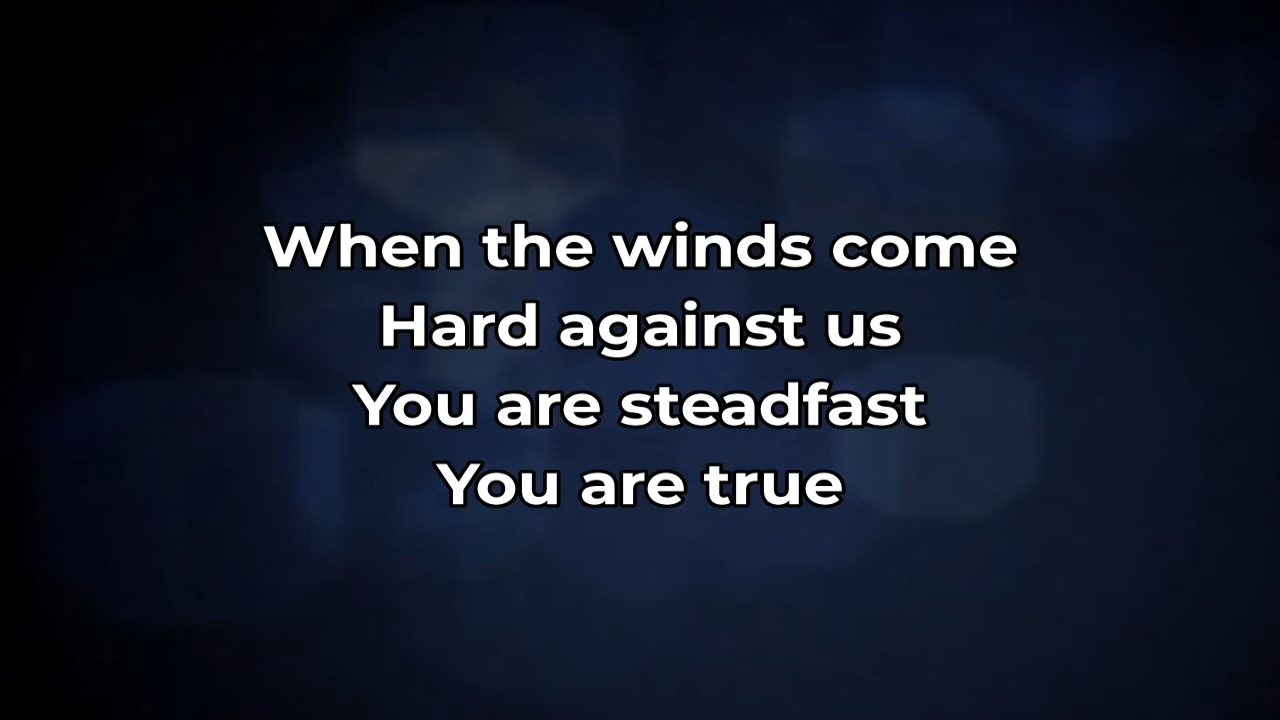 When the winds come
Hard against us
You are steadfast
You are true